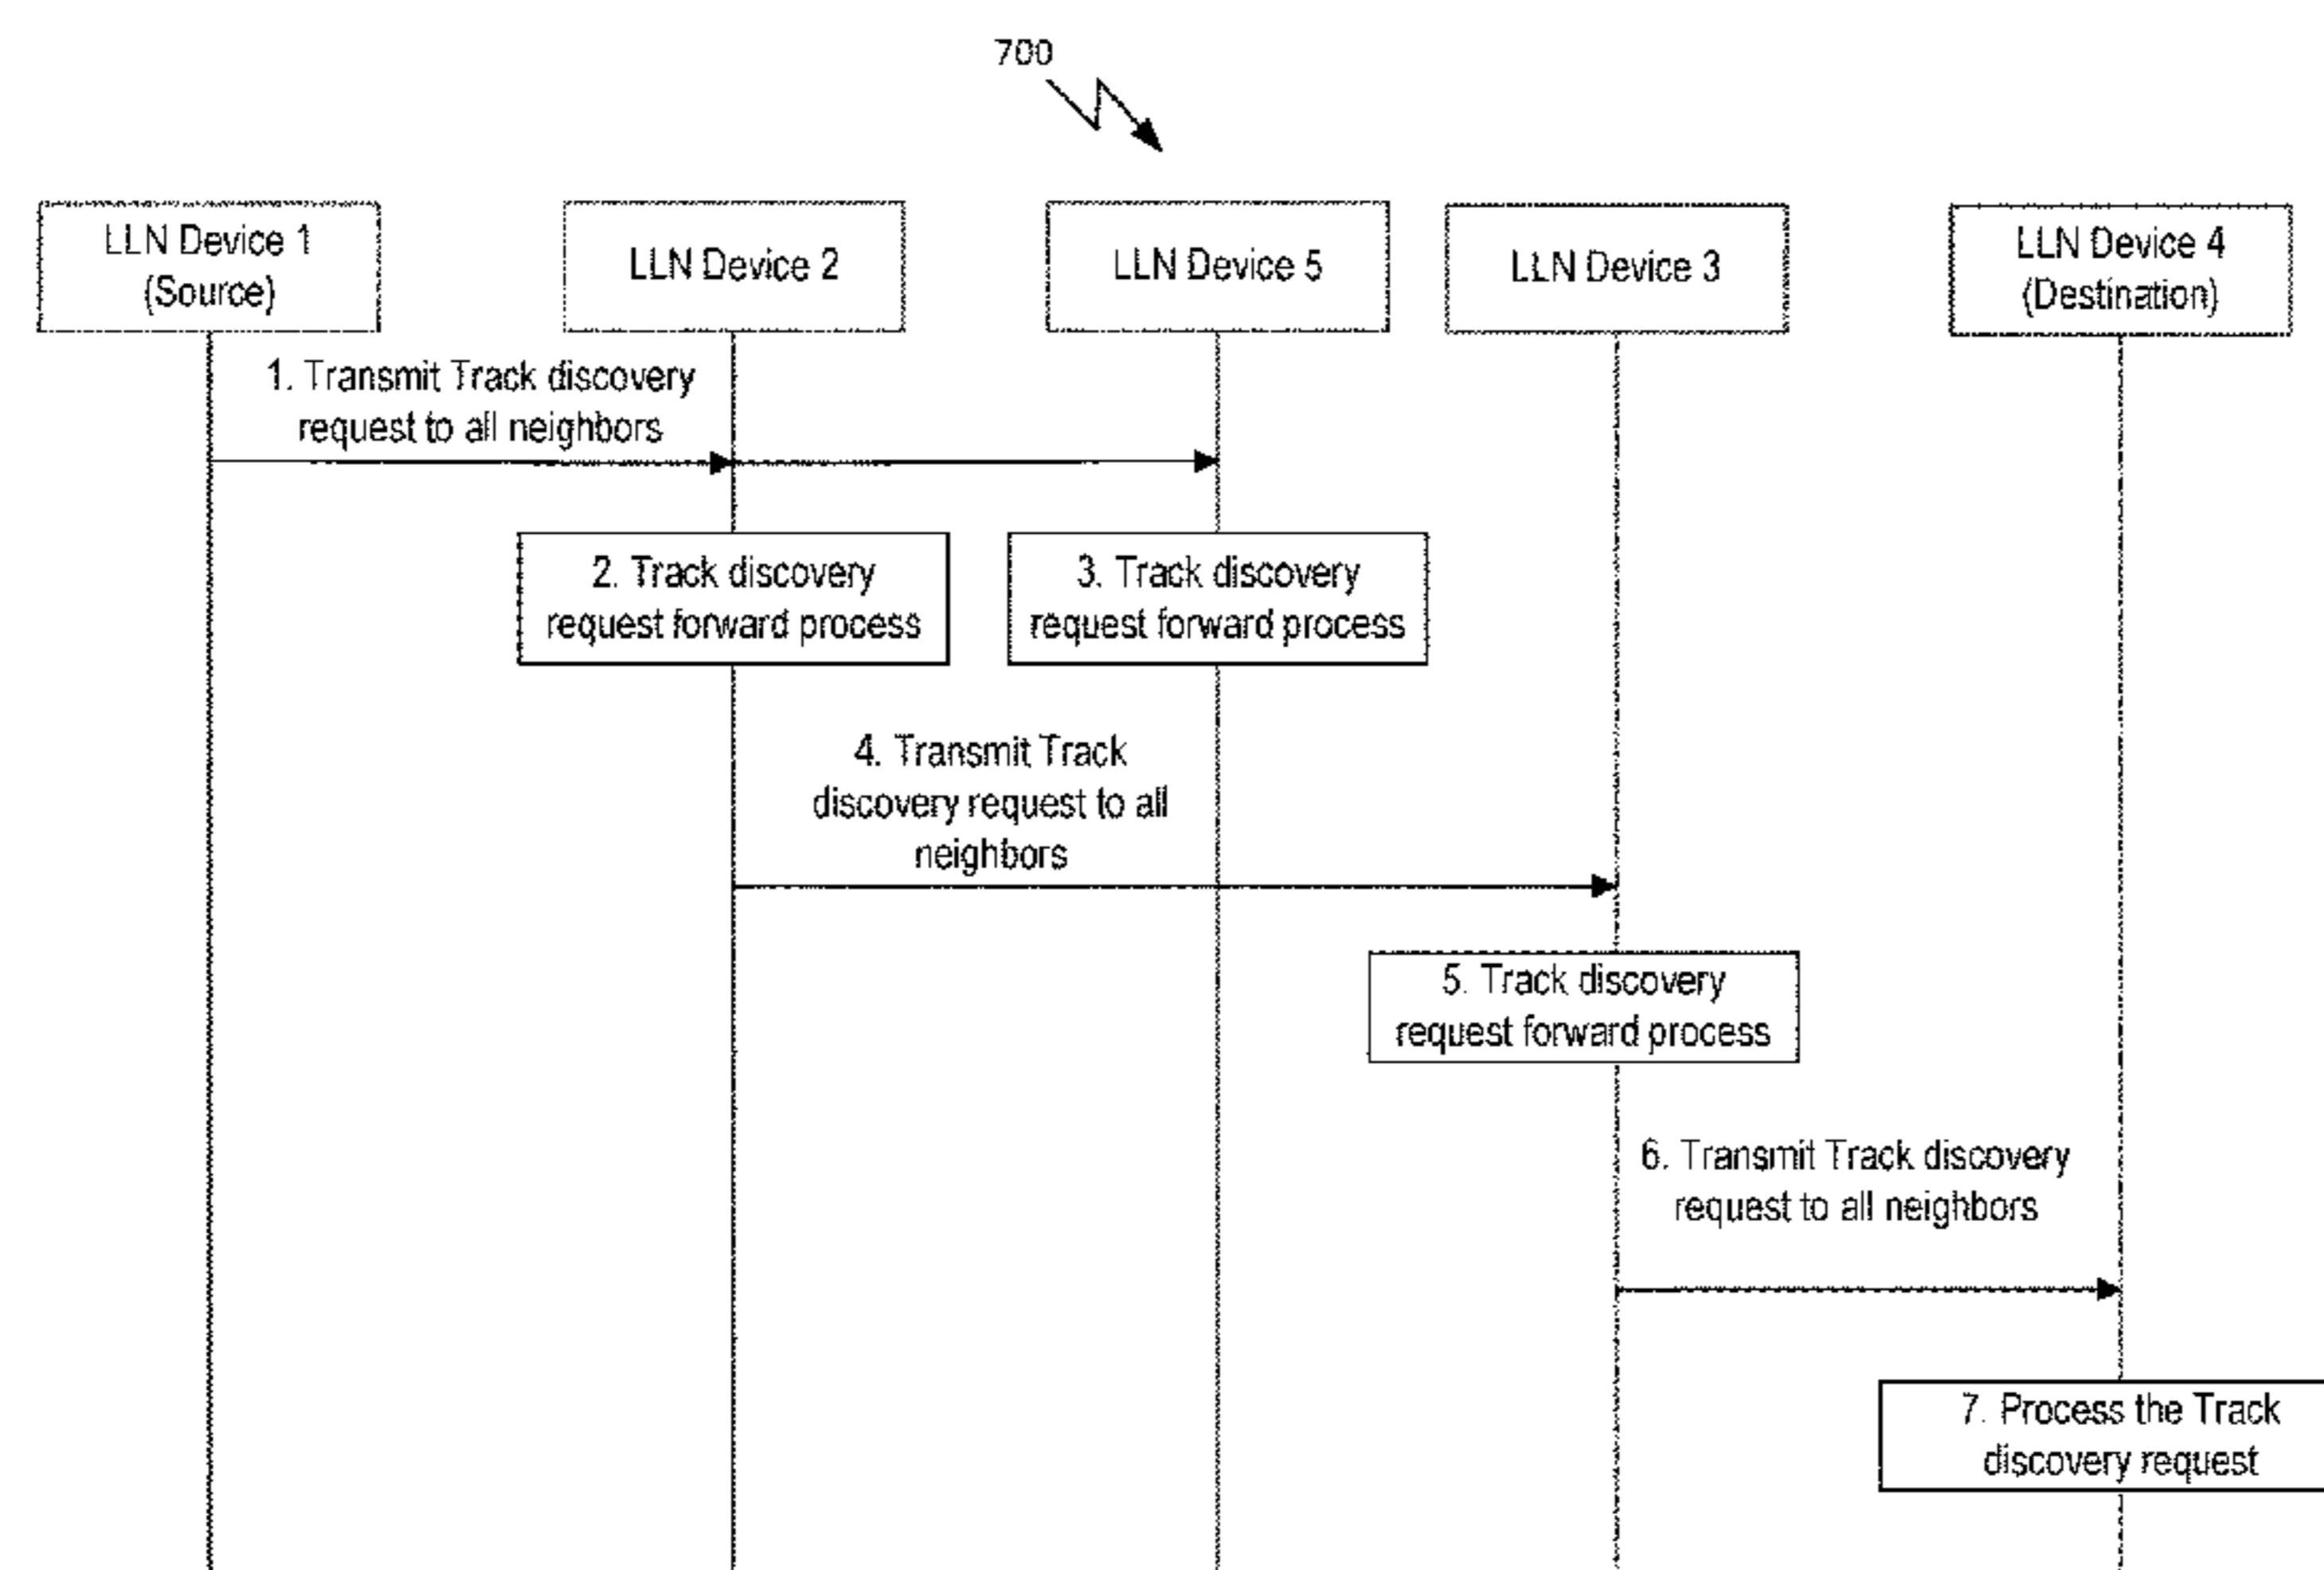 700
LLN Device 1
(Source)
LLN Device 2
LLN Device 5
LLN Device 3
LLN Device 4
(Destination)
1. Transmit Track discovery
request to all neighbors
2. Track discovery
request forward process
3. Track discovery
request forward process
4. Transmit Track
discovery request to all
neighbors
5. Track discovery
request forward process
6. Transmit Track discovery
request to all neighbors
7. Process the Track
discovery request